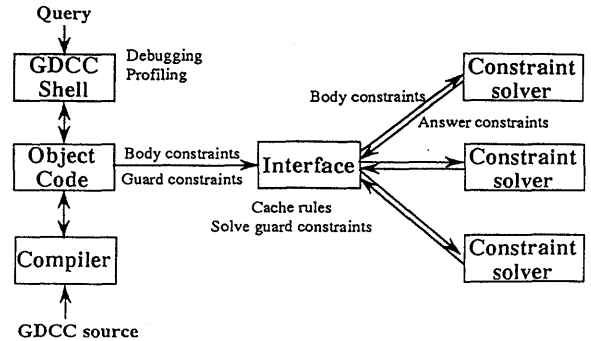 Query
GDCC
Shell
Debugging
Profiling
Object
Code
Body constraints
Guard constraints
Interface
Cache rules
Solve guard constraints
Body constraints
Answer constraints
Constraint
solver
Constraint
solver
Constraint
solver
Compiler
GDCC source